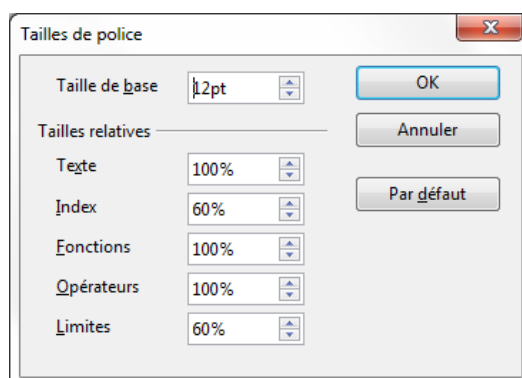 Tailles de police
Taille de base 12pt OK
Tailles relatives Annuler
Texte 100%
Par défaut
Index 60%
Fonctions 100%
Opérateurs 100%
Limites 60%